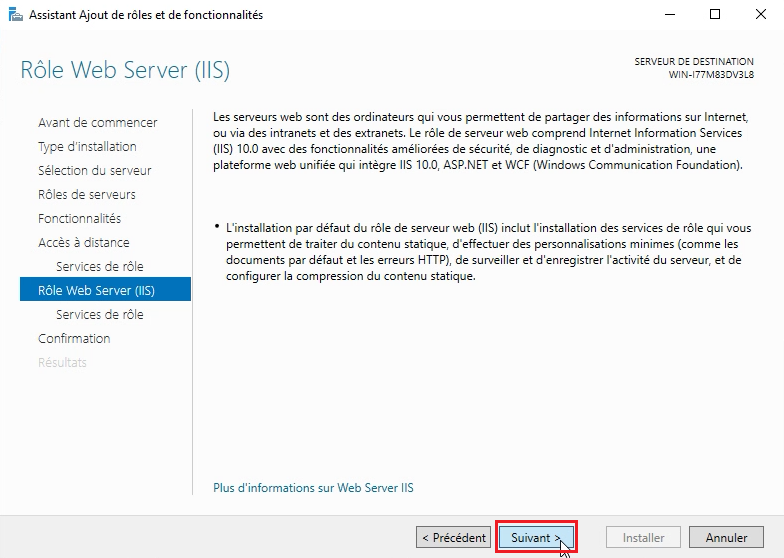 Assistant Ajout de rôles et de fonctionnalités
Rôle Web Server (IIS)
SERVEUR DE DESTINATION
WIN-I77M83DV3L8
Avant de commencer
Type d'installation
Sélection du serveur
Rôles de serveurs
Fonctionnalités
Accès à distance
Services de rôle
Rôle Web Server (IIS)
Services de rôle
Confirmation
Résultats
Les serveurs web sont des ordinateurs qui vous permettent de partager des informations sur Internet,
ou via des intranets et des extranets. Le rôle de serveur web comprend Internet Information Services
(IIS) 10.0 avec des fonctionnalités améliorées de sécurité, de diagnostic et d'administration, une
plateforme web unifiée qui intègre IIS 10.0, ASP.NET et WCF (Windows Communication Foundation).
• L'installation par défaut du rôle de serveur web (IIS) inclut l'installation des services de rôle qui vous
permettent de traiter du contenu statique, d'effectuer des personnalisations minimes (comme les
documents par défaut et les erreurs HTTP), de surveiller et d'enregistrer l'activité du serveur, et de
configurer la compression du contenu statique.
Plus d'informations sur Web Server IIS
< Précédent
Suivant >
Installer
Annuler